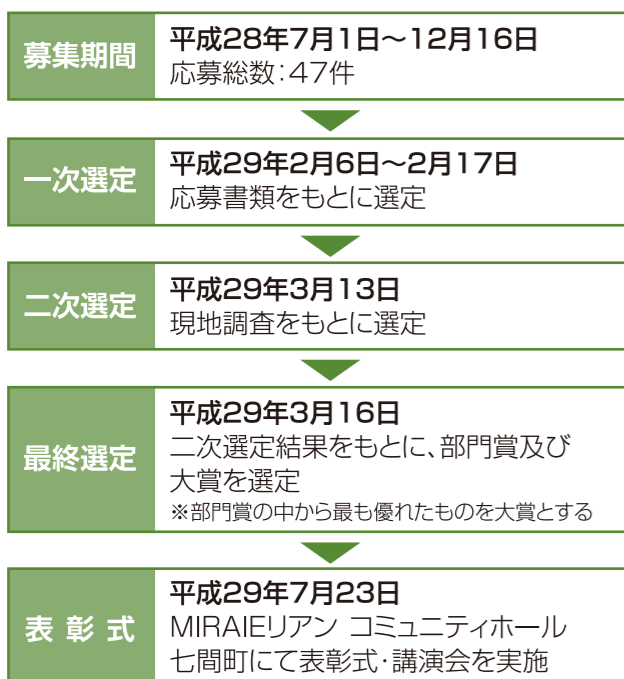 募集期間
平成28年7月1日～12月16日
応募総数：47件
一次選定
平成29年2月6日～2月17日
応募書類をもとに選定
二次選定
平成29年3月13日
現地調査をもとに選定
最終選定
平成29年3月16日
二次選定結果をもとに、部門賞及び
大賞を選定
※部門賞の中から最も優れたものを大賞とする
表 彰 式
平成29年7月23日
MIRAIEリアン コミュニティホール
七間町にて表彰式・講演会を実施